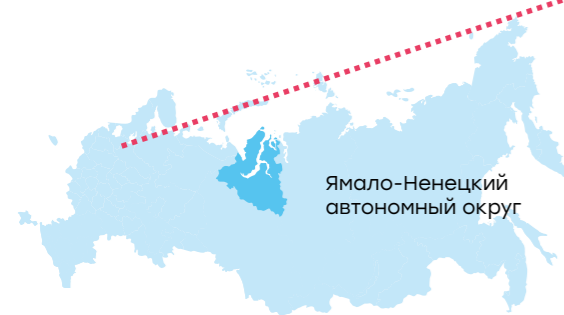 Ямало-Ненецкий
автономный округ